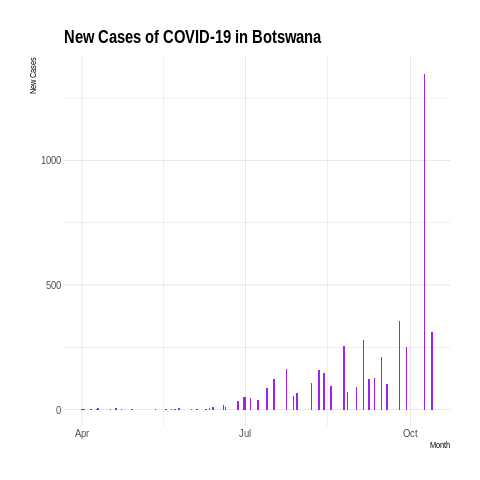 New Cases of COVID-19 in Botswana
New Cases
1000
500
0
Apr Jul Oct
Month